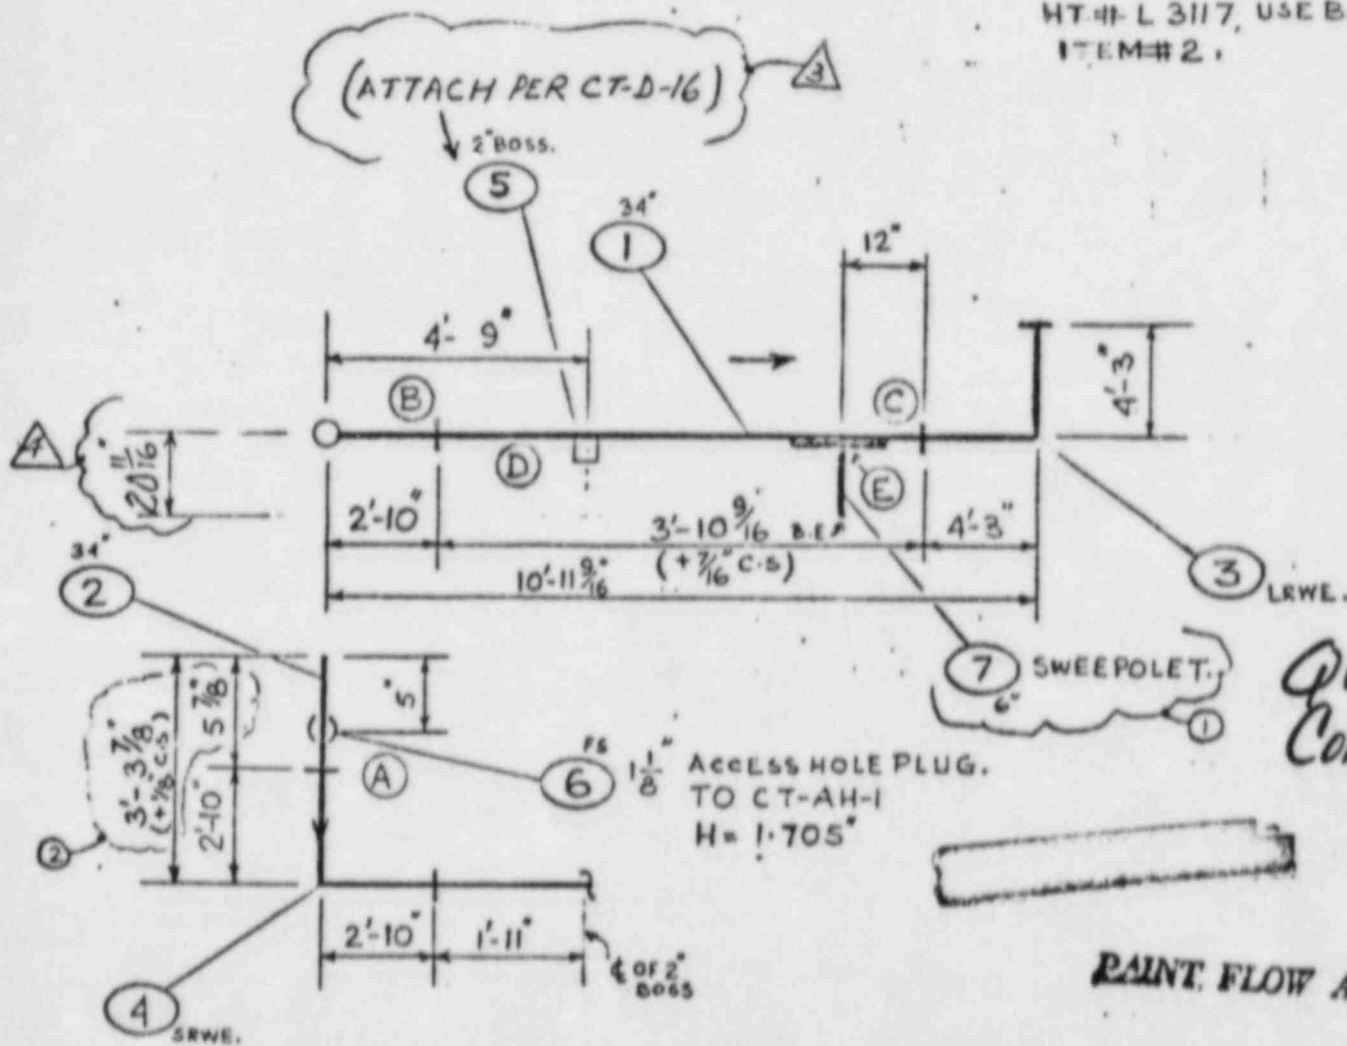 HT.# L 3117, USE B
ITEM# 2.
(ATTACH PER CT-D-16)
3
2" BOSS.
5
34"
1
12"
4'- 9"
B
C
4'-3"
4
20 11/16"
D
E
2'-10"
3'-10 9/16" B.E.
(+7/16" C.S)
4'-3"
10'-11 9/16"
34"
2
3
LRWE.
7
SWEEPOLET.
6"
1
3'-3 7/8"
(+7/8" C.S)
5 7/8"
2'-10"
5"
2
A
FS
6
1 1/8" ACCESS HOLE PLUG.
TO CT-AH-1
H= 1.705"
2'-10"
1'-11"
℄ OF 2"
BOSS
4
SRWE.
PAINT FLOW A